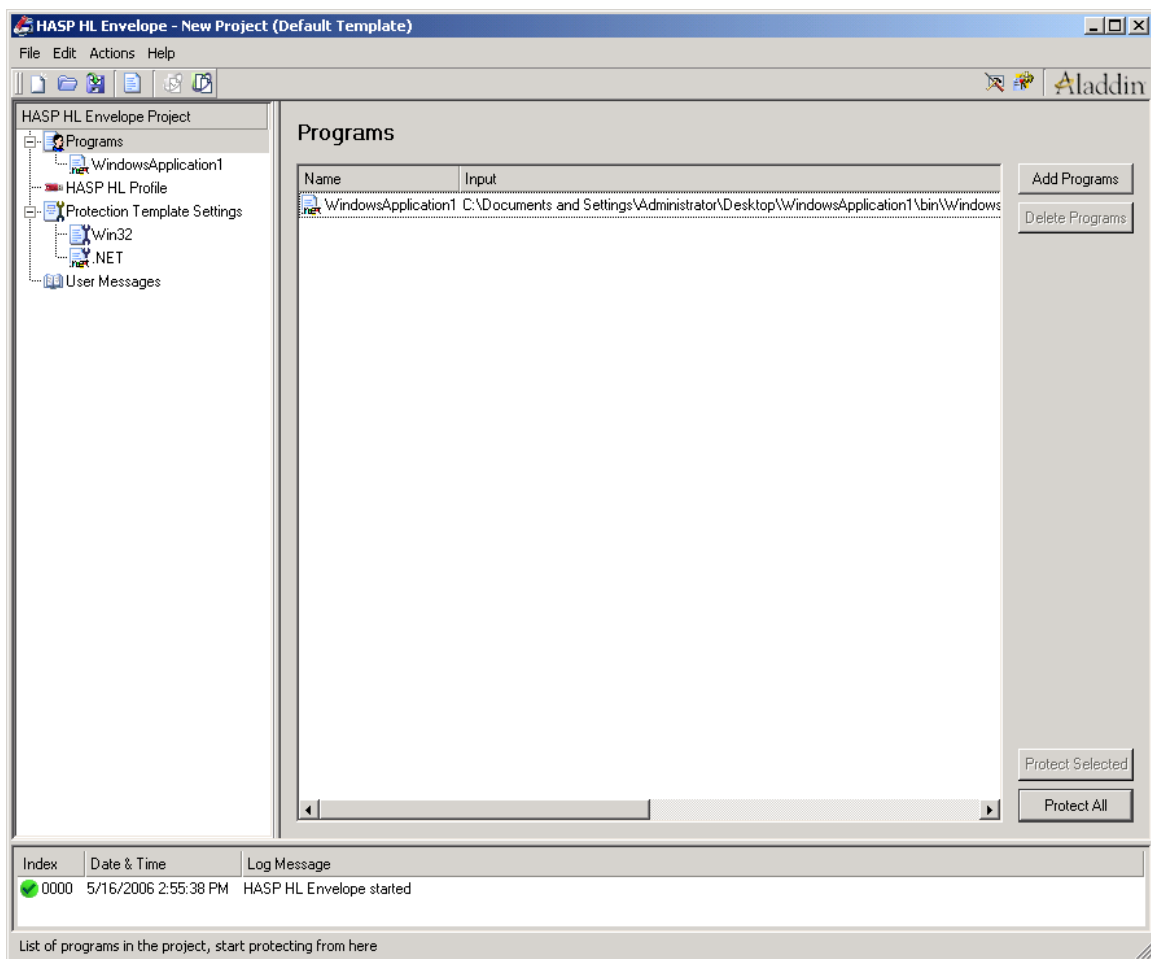 HASP HL Envelope - New Project (Default Template)
File Edit Actions Help
Aladdin
HASP HL Envelope Project
Programs
WindowsApplication1
HASP HL Profile
Protection Template Settings
Win32
.NET
User Messages
Programs
Name Input
WindowsApplication1 C:\Documents and Settings\Administrator\Desktop\WindowsApplication1\bin\Windows
Add Programs
Delete Programs
Protect Selected
Protect All
Index Date & Time Log Message
0000 5/16/2006 2:55:38 PM HASP HL Envelope started
List of programs in the project, start protecting from here